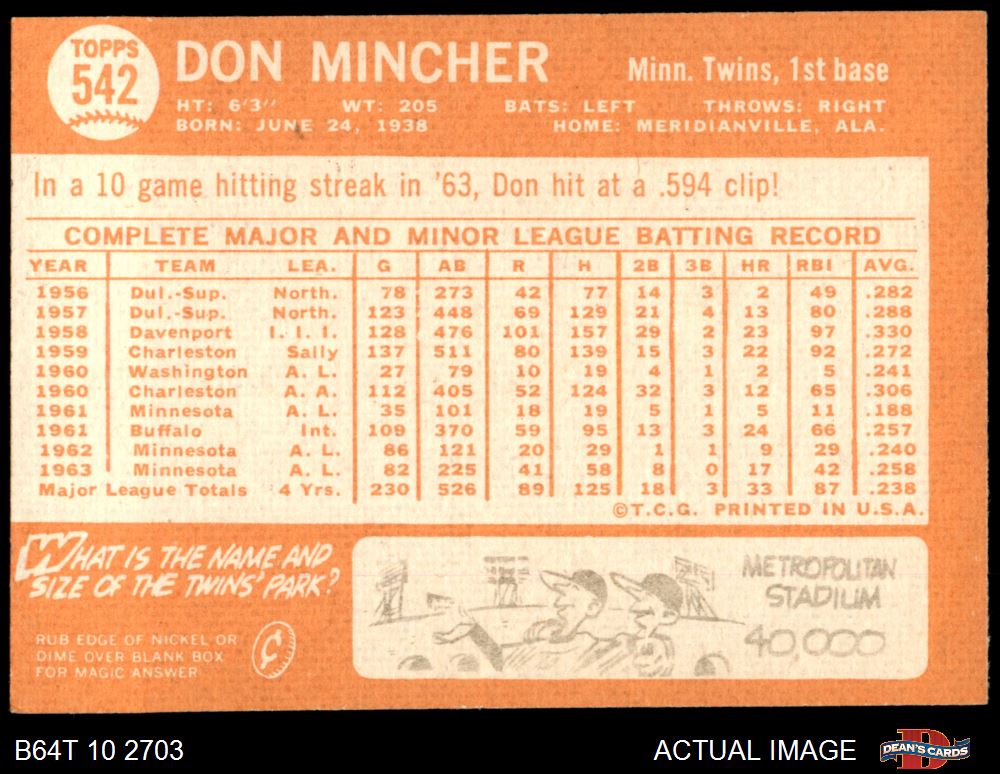 TOPPS
542
DON MINCHER
Minn. Twins, 1st base
HT: 6'3" WT: 205 BATS: LEFT THROWS: RIGHT
BORN: JUNE 24, 1938 HOME: MERIDIANVILLE, ALA.
In a 10 game hitting streak in '63, Don hit at a .594 clip!
COMPLETE MAJOR AND MINOR LEAGUE BATTING RECORD
YEAR TEAM LEA. G AB R H 2B 3B HR RBI AVG.
1956 Dul.-Sup. North. 78 273 42 77 14 3 2 49 .282
1957 Dul.-Sup. North. 123 448 69 129 21 4 13 80 .288
1958 Davenport I. I. I. 128 476 101 157 29 2 23 97 .330
1959 Charleston Sally 137 511 80 139 15 3 22 92 .272
1960 Washington A. L. 27 79 10 19 4 1 2 5 .241
1960 Charleston A. A. 112 405 52 124 32 3 12 65 .306
1961 Minnesota A. L. 35 101 18 19 5 1 5 11 .188
1961 Buffalo Int. 109 370 59 95 13 3 24 66 .257
1962 Minnesota A. L. 86 121 20 29 1 1 9 29 .240
1963 Minnesota A. L. 82 225 41 58 8 0 17 42 .258
Major League Totals 4 Yrs. 230 526 89 125 18 3 33 87 .238
©T.C.G. PRINTED IN U.S.A.
WHAT IS THE NAME AND
SIZE OF THE TWINS' PARK?
RUB EDGE OF NICKEL OR
DIME OVER BLANK BOX
FOR MAGIC ANSWER
¢
METROPOLITAN
STADIUM
40,000
B64T 10 2703
ACTUAL IMAGE
DEAN'S CARDS